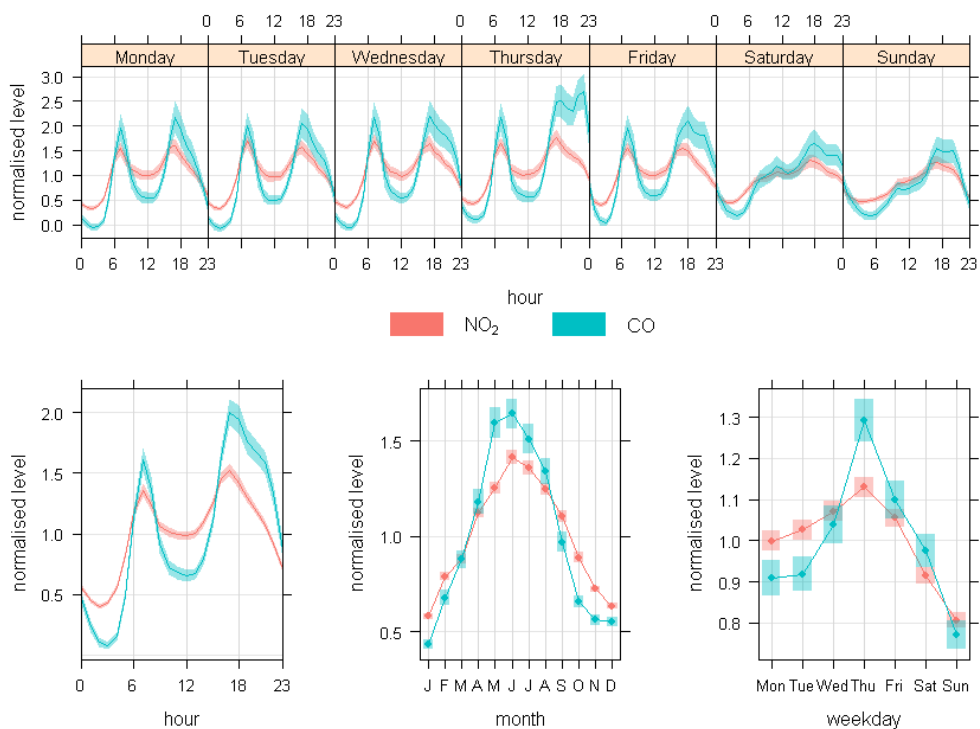 0 6 12 18 23 0 6 12 18 23 0 6 12 18 23
Monday Tuesday Wednesday Thursday Friday Saturday Sunday
normalised level
3.0
2.5
2.0
1.5
1.0
0.5
0.0
0 6 12 18 23 0 6 12 18 23 0 6 12 18 23 0 6 12 18 23
hour
NO₂ CO
normalised level
2.0
1.5
1.0
0.5
0 6 12 18 23
hour
normalised level
1.5
1.0
0.5
J F M A M J J A S O N D
month
normalised level
1.3
1.2
1.1
1.0
0.9
0.8
Mon Tue Wed Thu Fri Sat Sun
weekday